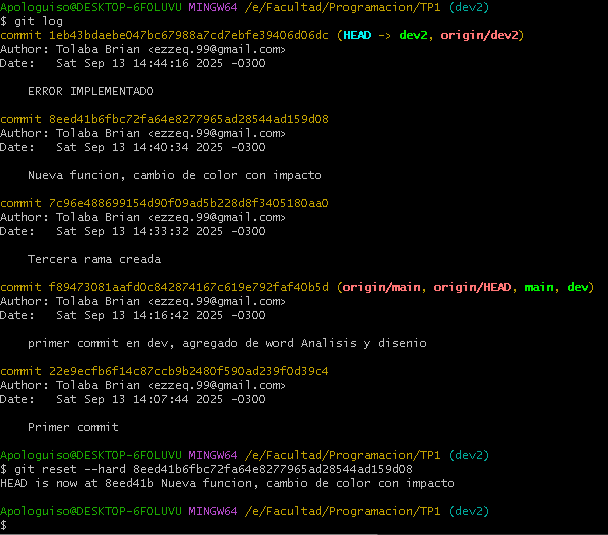 Apologuiso@DESKTOP-6FOLUVU MINGW64 /e/Facultad/Programacion/TP1 (dev2)
$ git log
commit 1eb43bdaebe047bc67988a7cd7ebfe39406d06dc (HEAD -> dev2, origin/dev2)
Author: Tolaba Brian <ezzeq.99@gmail.com>
Date:   Sat Sep 13 14:44:16 2025 -0300

    ERROR IMPLEMENTADO

commit 8eed41b6fbc72fa64e8277965ad28544ad159d08
Author: Tolaba Brian <ezzeq.99@gmail.com>
Date:   Sat Sep 13 14:40:34 2025 -0300

    Nueva funcion, cambio de color con impacto

commit 7c96e488699154d90f09ad5b228d8f3405180aa0
Author: Tolaba Brian <ezzeq.99@gmail.com>
Date:   Sat Sep 13 14:33:32 2025 -0300

    Tercera rama creada

commit f89473081aafd0c842874167c619e792faf40b5d (origin/main, origin/HEAD, main, dev)
Author: Tolaba Brian <ezzeq.99@gmail.com>
Date:   Sat Sep 13 14:16:42 2025 -0300

    primer commit en dev, agregado de word Analisis y disenio

commit 22e9ecfb6f14c87ccb9b2480f590ad239f0d39c4
Author: Tolaba Brian <ezzeq.99@gmail.com>
Date:   Sat Sep 13 14:07:44 2025 -0300

    Primer commit

Apologuiso@DESKTOP-6FOLUVU MINGW64 /e/Facultad/Programacion/TP1 (dev2)
$ git reset --hard 8eed41b6fbc72fa64e8277965ad28544ad159d08
HEAD is now at 8eed41b Nueva funcion, cambio de color con impacto

Apologuiso@DESKTOP-6FOLUVU MINGW64 /e/Facultad/Programacion/TP1 (dev2)
$